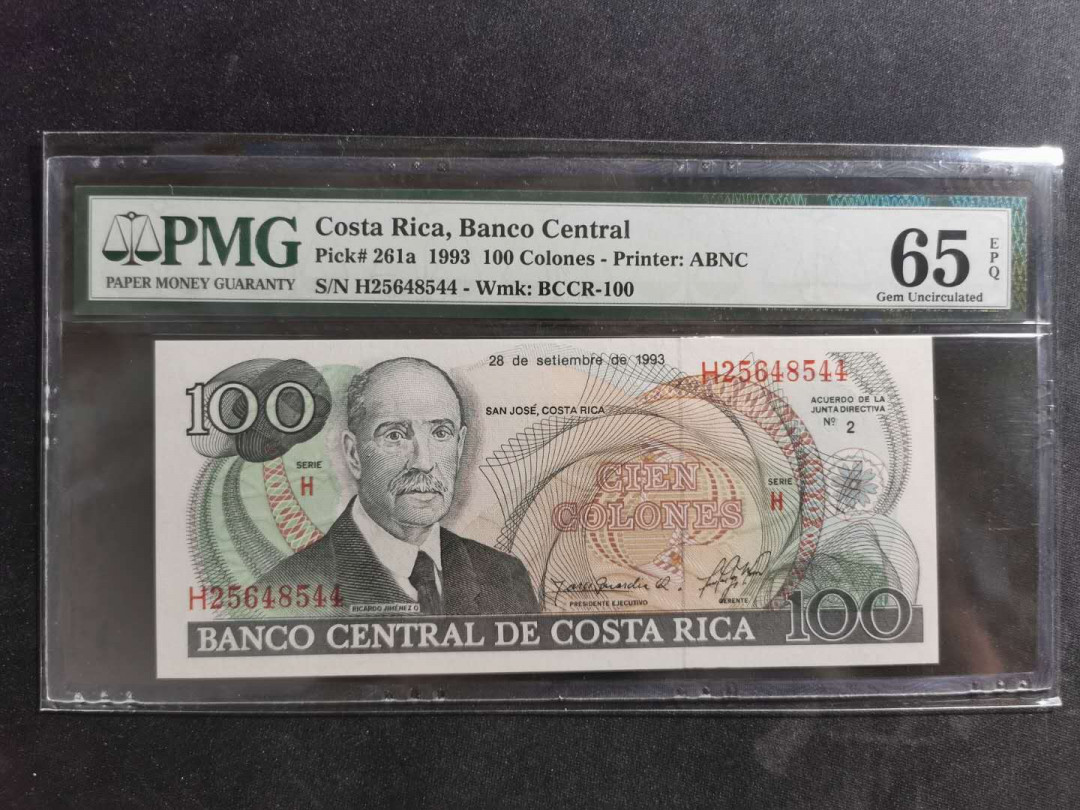 PMG
PAPER MONEY GUARANTY
Costa Rica, Banco Central
Pick# 261a 1993 100 Colones - Printer: ABNC
S/N H25648544 - Wmk: BCCR-100
65
EPQ
Gem Uncirculated
28 de setiembre de 1993
H25648544
100
SAN JOSÉ, COSTA RICA
ACUERDO DE LA
JUNTA DIRECTIVA
Nº 2
SERIE
H
CIEN
COLONES
SERIE
H
H25648544
RICARDO JIMÉNEZ O.
PRESIDENTE EJECUTIVO
GERENTE
100
BANCO CENTRAL DE COSTA RICA